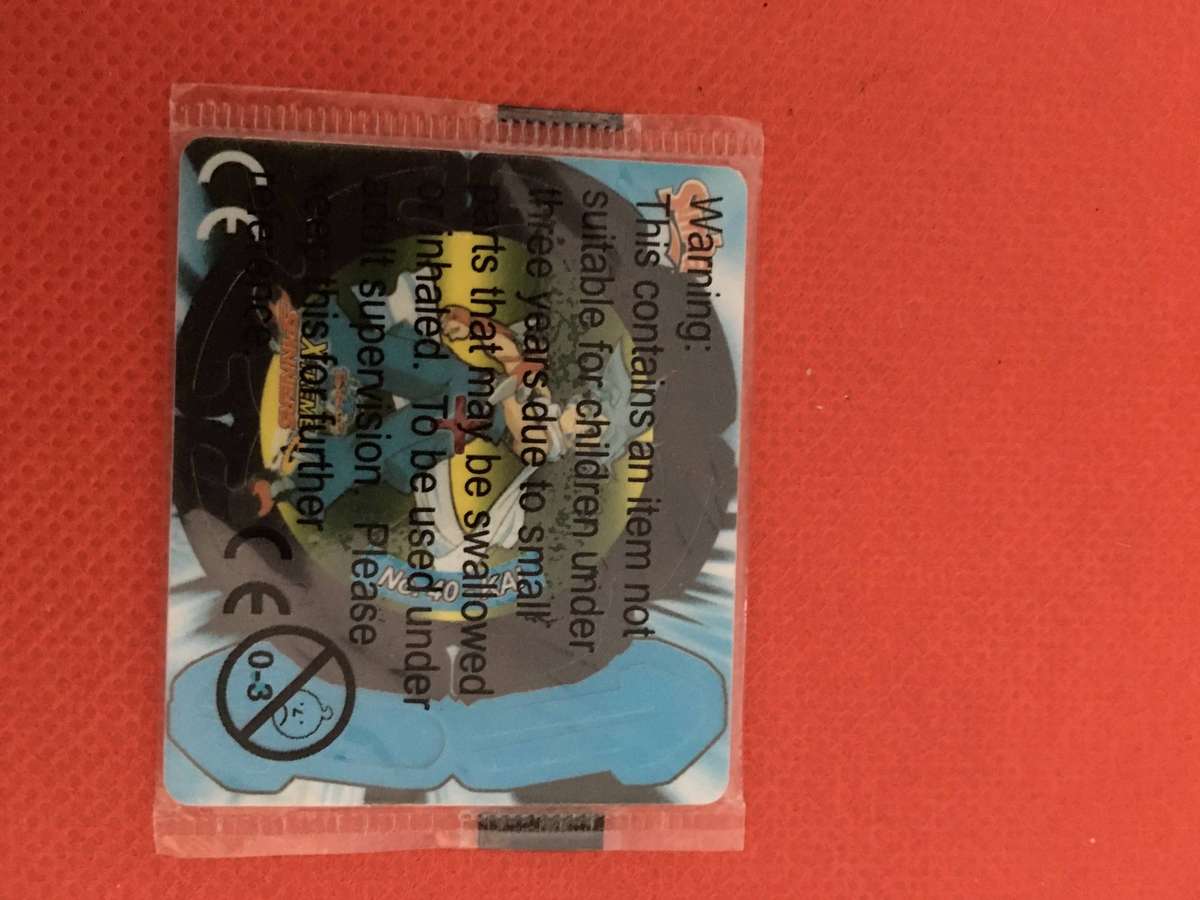 Warning:
This contains an item not
suitable for children under
three years due to small
parts that may be swallowed
or inhaled. To be used under
adult supervision. Please
keep this for further
reference.
CE
CE
0-3
No. 40
XTREME
SPINNERS